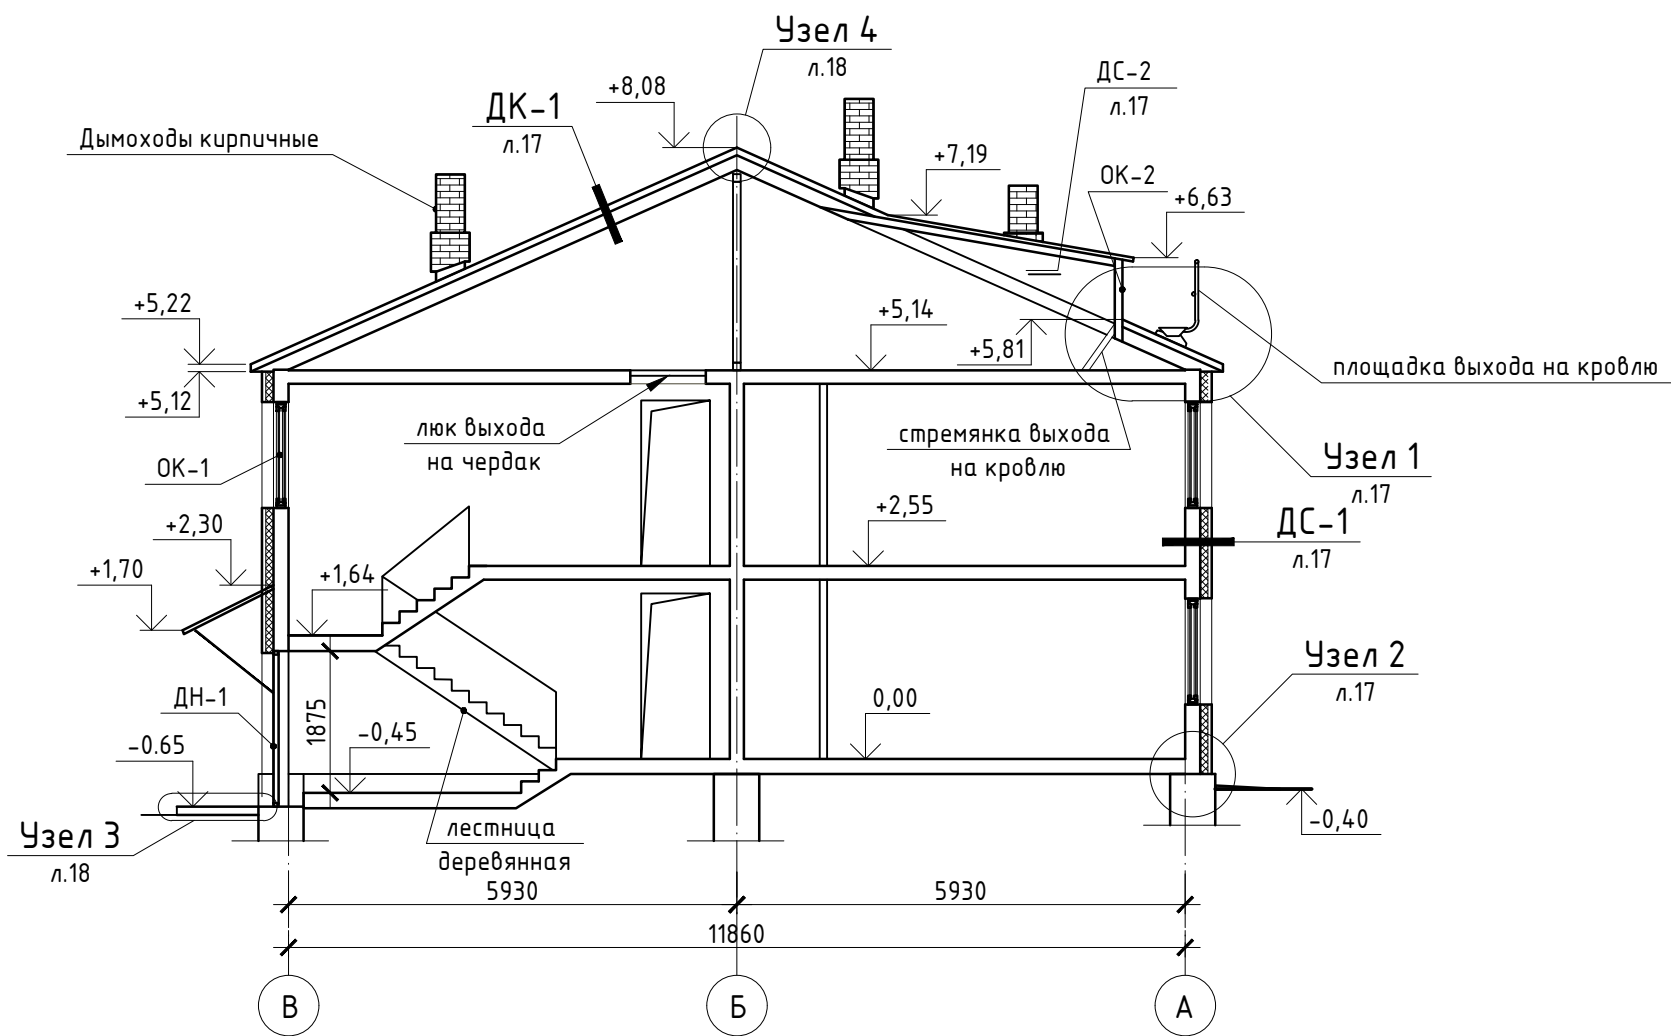 Узел 4
л.18
ДС-2
л.17
+8,08
ДК-1
л.17
Дымоходы кирпичные
+7,19
ОК-2
+6,63
+5,22
+5,14
+5,81
площадка выхода на кровлю
+5,12
люк выхода
на чердак
стремянка выхода
на кровлю
Узел 1
л.17
ОК-1
+2,55
ДС-1
л.17
+2,30
+1,70
+1,64
Узел 2
л.17
ДН-1
1875
0,00
-0.65
-0,45
-0,40
Узел 3
л.18
лестница
деревянная
5930
5930
11860
В
Б
А